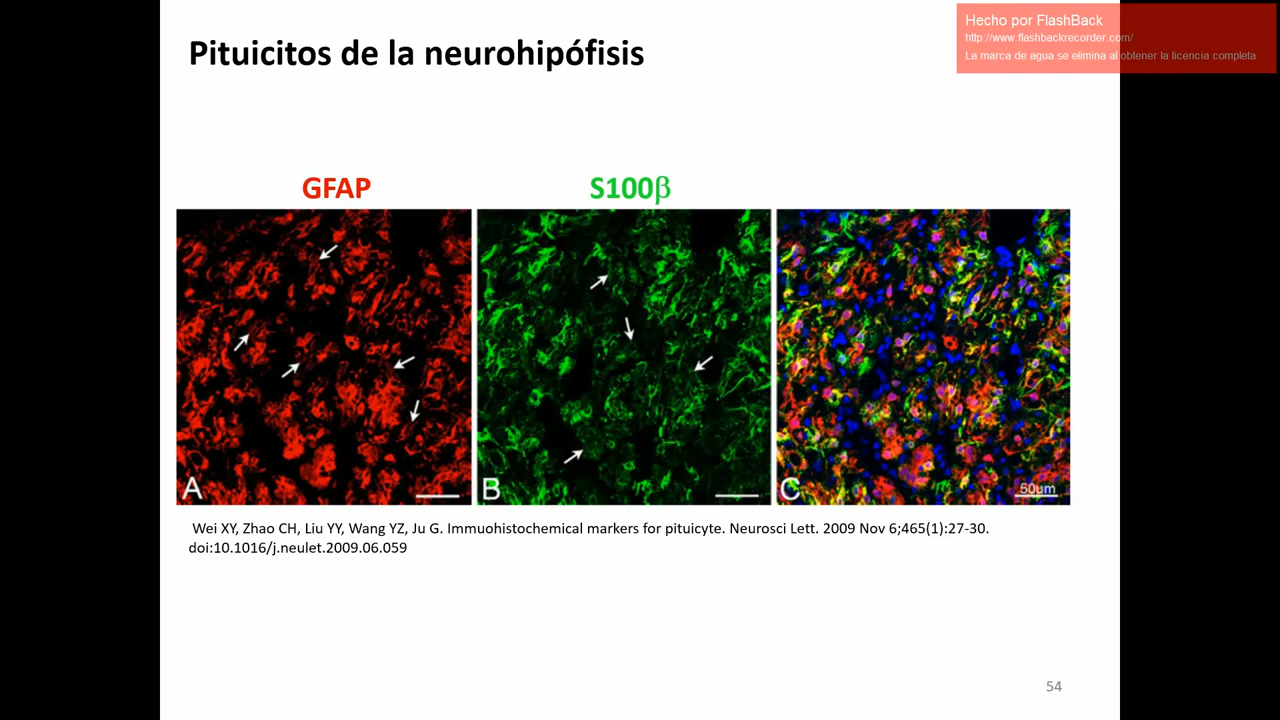 Hecho por FlashBack
http://www.flashbackrecorder.com/
La marca de agua se elimina al obtener la licencia completa
Pituicitos de la neurohipófisis
GFAP
S100β
A
B
C
50um
Wei XY, Zhao CH, Liu YY, Wang YZ, Ju G. Immuohistochemical markers for pituicyte. Neurosci Lett. 2009 Nov 6;465(1):27-30.
doi:10.1016/j.neulet.2009.06.059
54